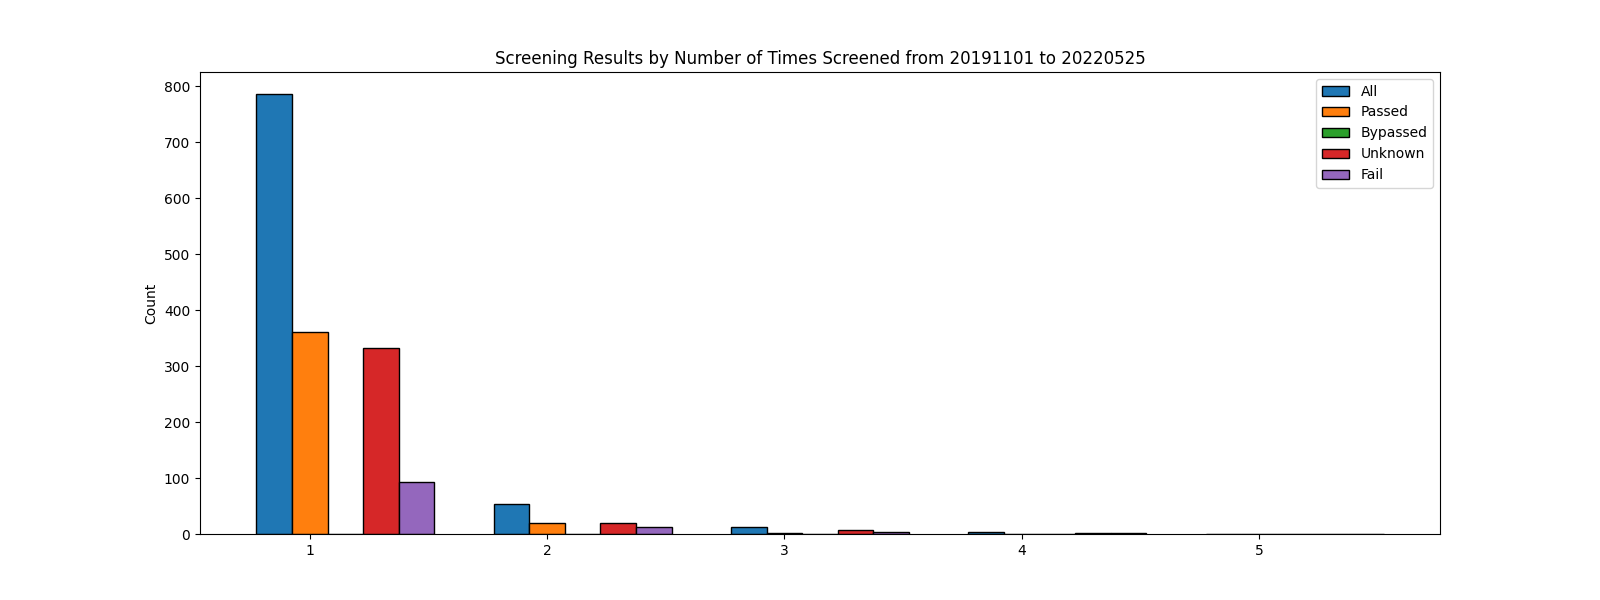 Screening Results by Number of Times Screened from 20191101 to 20220525
All
Passed
Bypassed
Unknown
Fail
Count
800
700
600
500
400
300
200
100
0
1 2 3 4 5